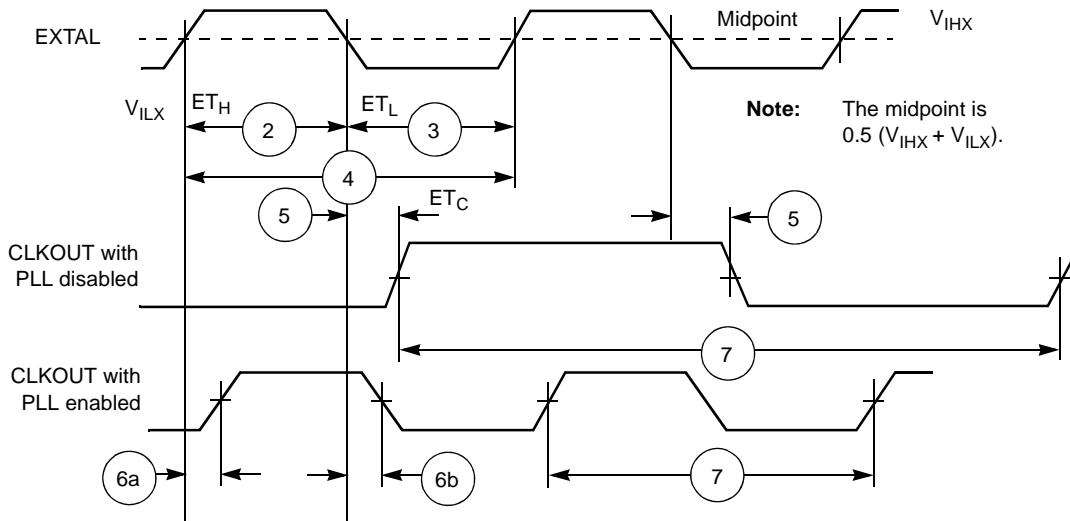 Midpoint
V_IHX
EXTAL
V_ILX
ET_H
ET_L
Note: The midpoint is
0.5 (V_IHX + V_ILX).
2
3
4
5
ET_C
5
CLKOUT with
PLL disabled
7
CLKOUT with
PLL enabled
6a
6b
7